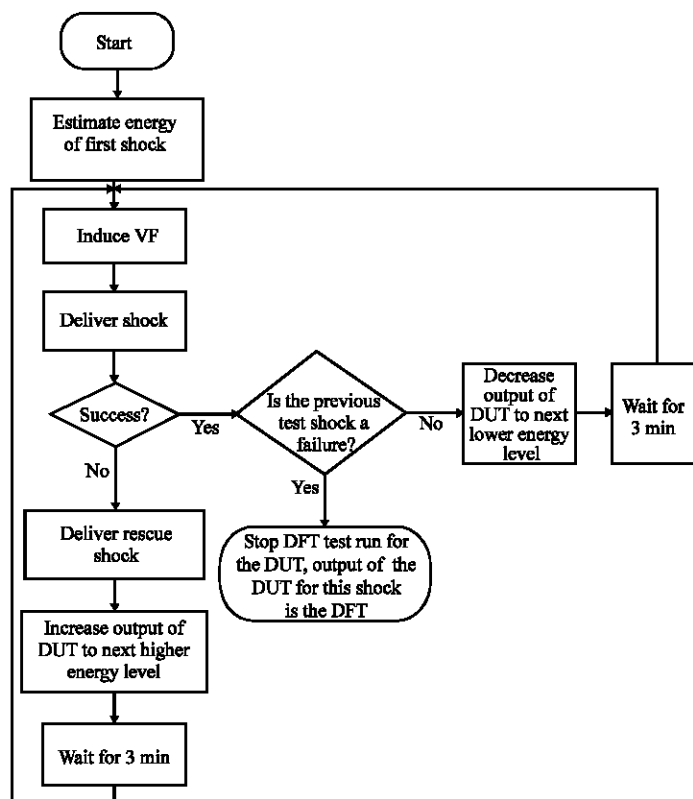 Start
Estimate energy
of first shock
Induce VF
Deliver shock
Success?
Yes
Is the previous
test shock a
failure?
No
Decrease
output of
DUT to next
lower energy
level
Wait for
3 min
No
Yes
Deliver rescue
shock
Stop DFT test run for
the DUT, output of the
DUT for this shock
is the DFT
Increase output of
DUT to next higher
energy level
Wait for 3 min